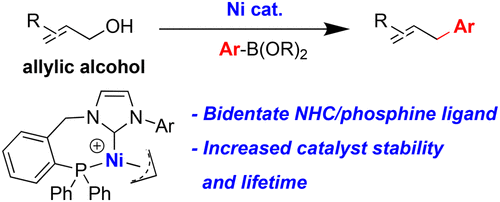 R OH Ni cat. R Ar
Ar-B(OR)2
allylic alcohol
N N Ar
+
Ni
P
Ph Ph
- Bidentate NHC/phosphine ligand
- Increased catalyst stability
and lifetime